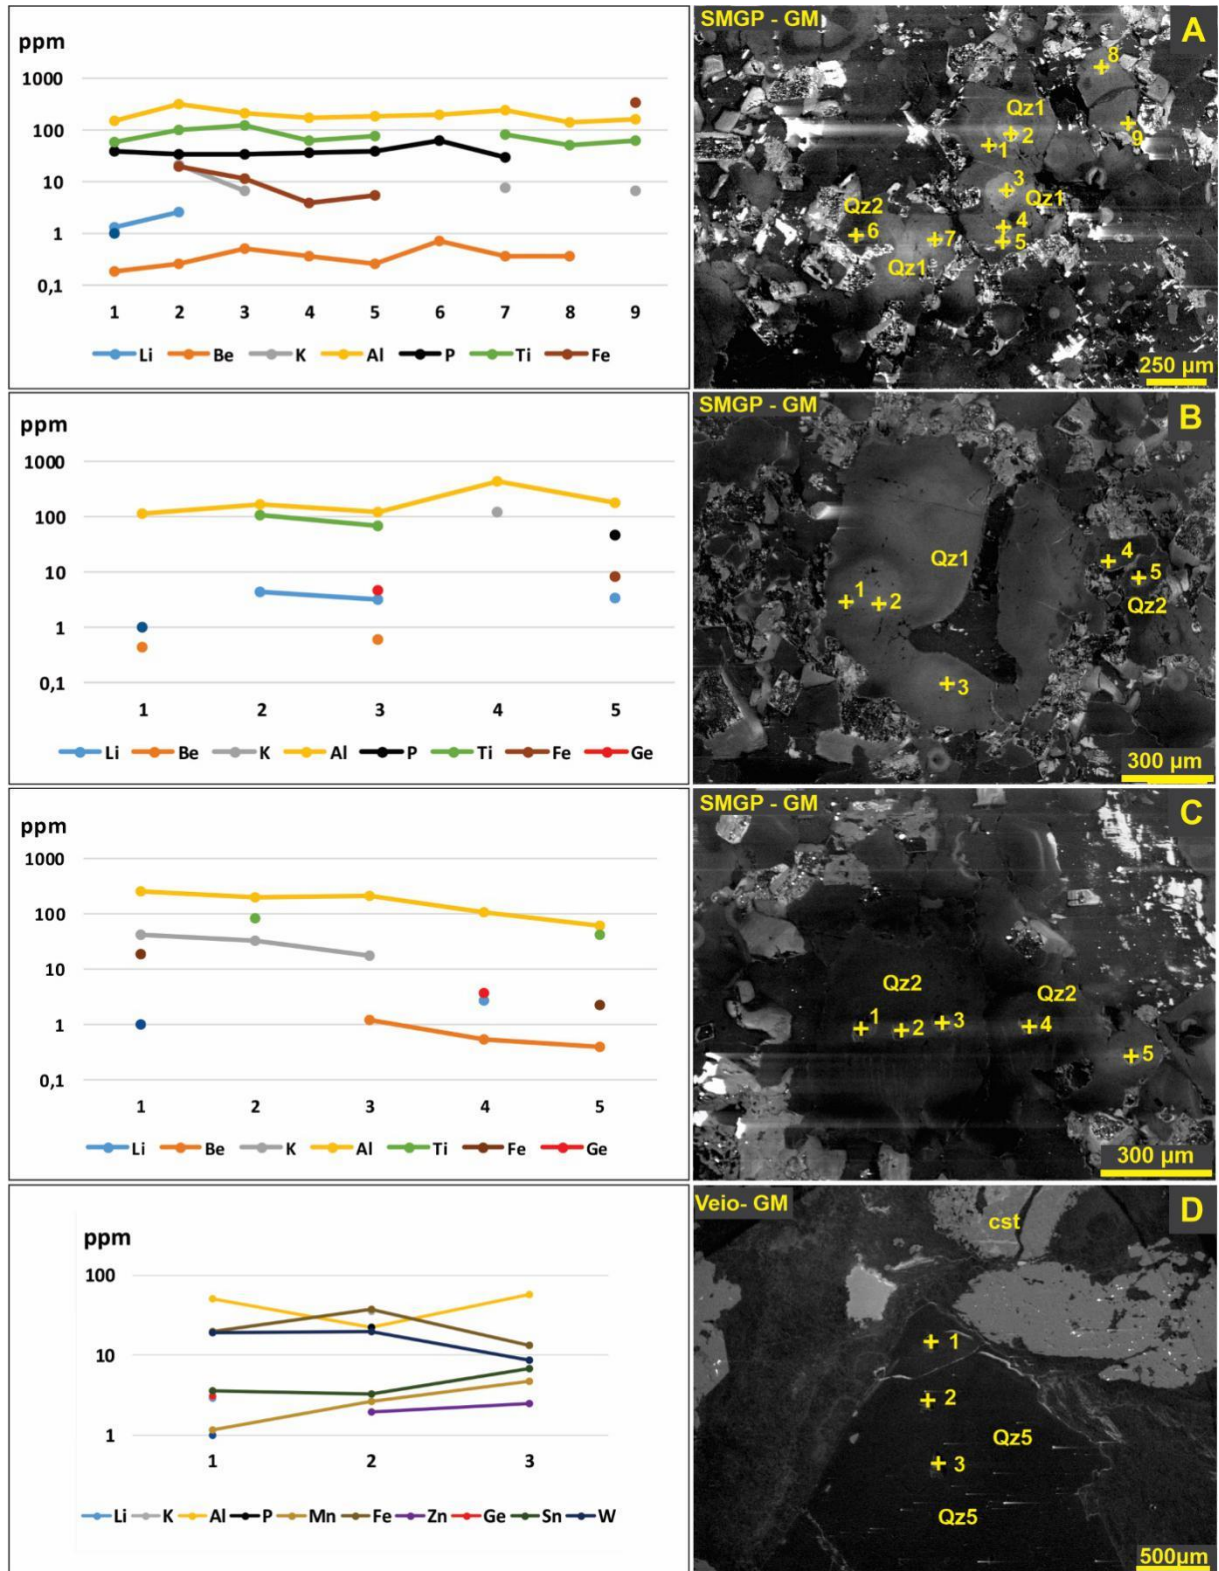 ppm
1000
100
10
1
0,1
1 2 3 4 5 6 7 8 9
Li Be K Al P Ti Fe
SMGP - GM
A
8
Qz1
9
2
1
3
Qz1
Qz2
4
6
7
5
Qz1
250 µm
ppm
1000
100
10
1
0,1
1 2 3 4 5
Li Be K Al P Ti Fe Ge
SMGP - GM
B
Qz1
4
5
1
2
Qz2
3
300 µm
ppm
1000
100
10
1
0,1
1 2 3 4 5
Li Be K Al Ti Fe Ge
SMGP - GM
C
Qz2
Qz2
1
2
3
4
5
300 µm
ppm
100
10
1
1 2 3
Li K Al P Mn Fe Zn Ge Sn W
Veio- GM
D
cst
1
2
Qz5
3
Qz5
500µm